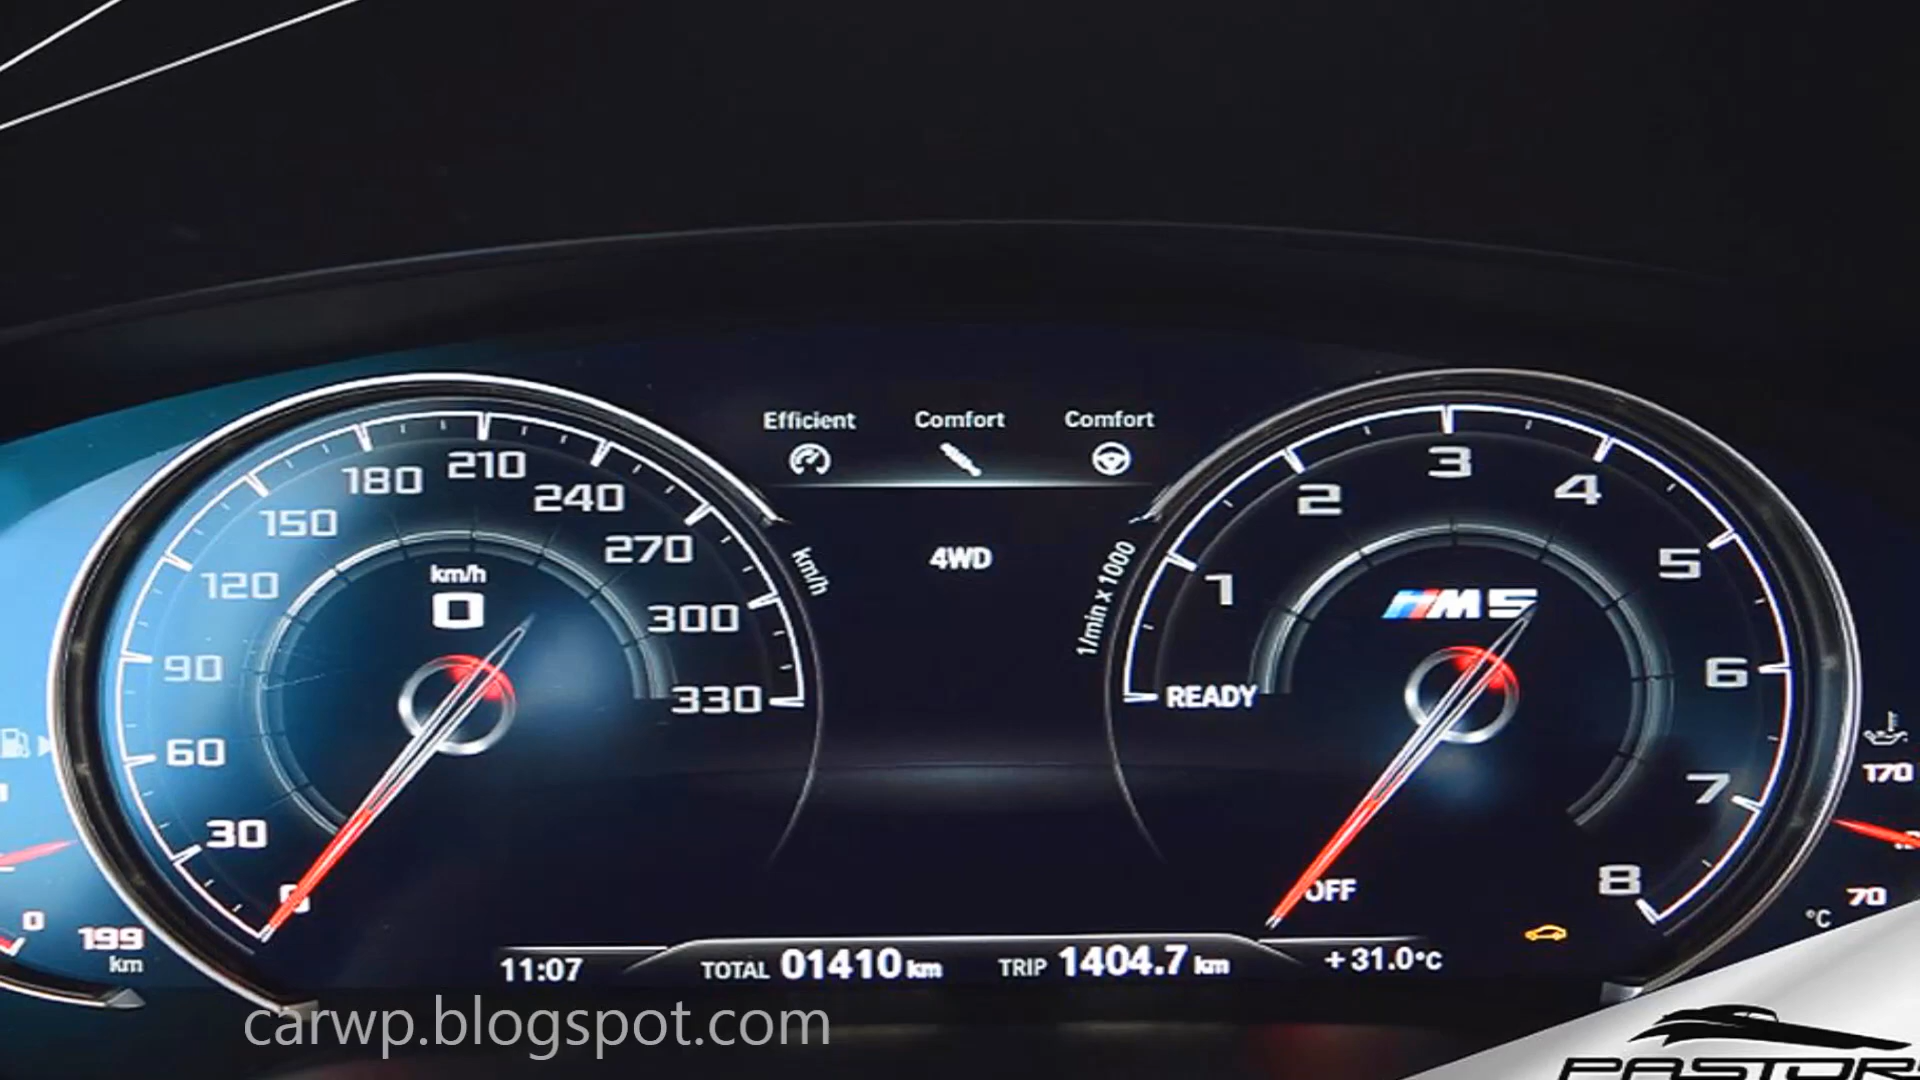 Efficient Comfort Comfort
180 210 240
150 270
120 300
90 330
60
30
0
km/h
0
km/h
4WD
1/min x 1000
1 2 3 4 5 6 7 8
M5
READY
OFF
0
199
km
11:07 TOTAL 01410 km TRIP 1404.7 km +31.0°C
170
70
°C
carwp.blogspot.com